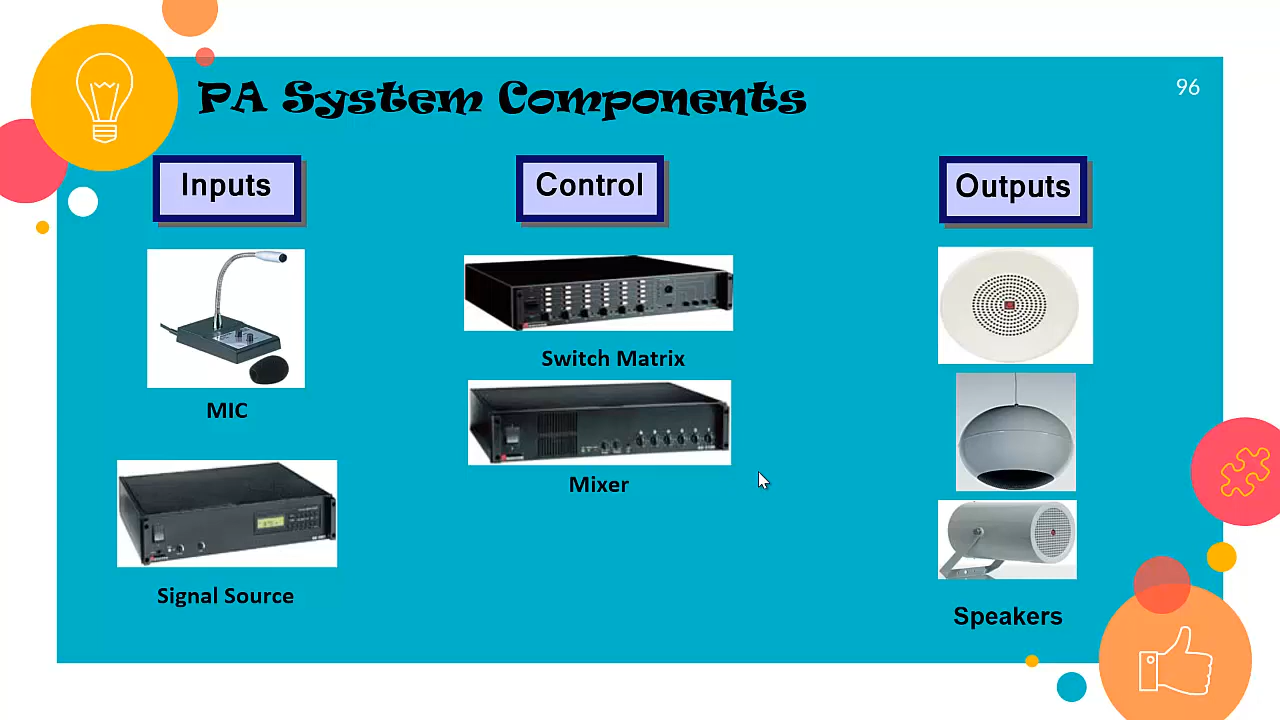 PA System Components
96
Inputs
Control
Outputs
MIC
Switch Matrix
Mixer
Signal Source
Speakers